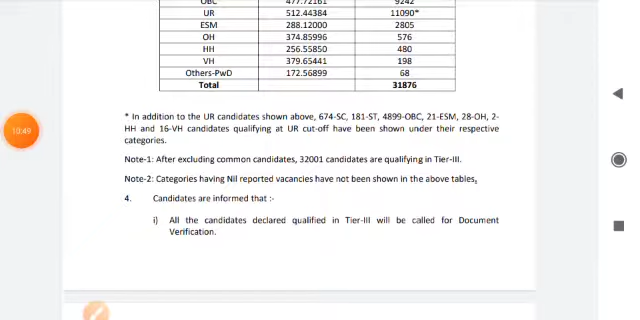 OBC 477.72161 9242
UR 512.44384 11090*
ESM 288.12000 2805
OH 374.85996 576
HH 256.55850 480
VH 379.65441 198
Others-PwD 172.56899 68
Total 31876
* In addition to the UR candidates shown above, 674-SC, 181-ST, 4899-OBC, 21-ESM, 28-OH, 2-
HH and 16-VH candidates qualifying at UR cut-off have been shown under their respective
categories.
Note-1: After excluding common candidates, 32001 candidates are qualifying in Tier-III.
Note-2: Categories having Nil reported vacancies have not been shown in the above tables.
4. Candidates are informed that :-
i) All the candidates declared qualified in Tier-III will be called for Document
Verification.
10:49